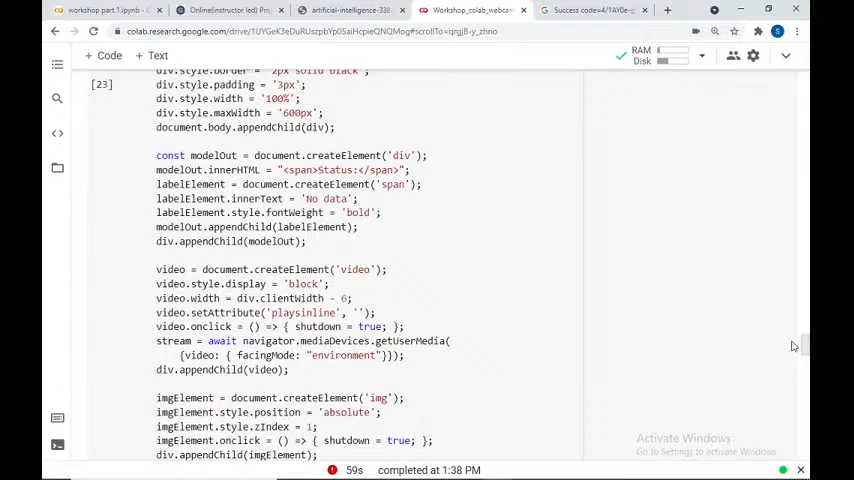 workshop part 1.ipynb -
Online(instructor led) Progra
artificial-intelligence-338
Workshop_colab_webcam
Success code=4/1AY0e-g
colab.research.google.com/drive/1UYGeK3eDuRUszpbYp05aiHcpieQNQMog#scrollTo=qrgJ8-y_zhno
+ Code
+ Text
RAM
Disk
div.style.border = '2px solid black';
[23]
div.style.padding = '3px';
div.style.width = '100%';
div.style.maxWidth = '600px';
document.body.appendChild(div);
const modelOut = document.createElement('div');
modelOut.innerHTML = "<span>Status:</span>";
labelElement = document.createElement('span');
labelElement.innerText = 'No data';
labelElement.style.fontWeight = 'bold';
modelOut.appendChild(labelElement);
div.appendChild(modelOut);
video = document.createElement('video');
video.style.display = 'block';
video.width = div.clientWidth - 6;
video.setAttribute('playsinline', '');
video.onclick = () => { shutdown = true; };
stream = await navigator.mediaDevices.getUserMedia(
{video: { facingMode: "environment"}});
div.appendChild(video);
imgElement = document.createElement('img');
imgElement.style.position = 'absolute';
imgElement.style.zIndex = 1;
imgElement.onclick = () => { shutdown = true; };
div.appendChild(imgElement);
Activate Windows
Go to Settings to activate Windows.
59s completed at 1:38 PM